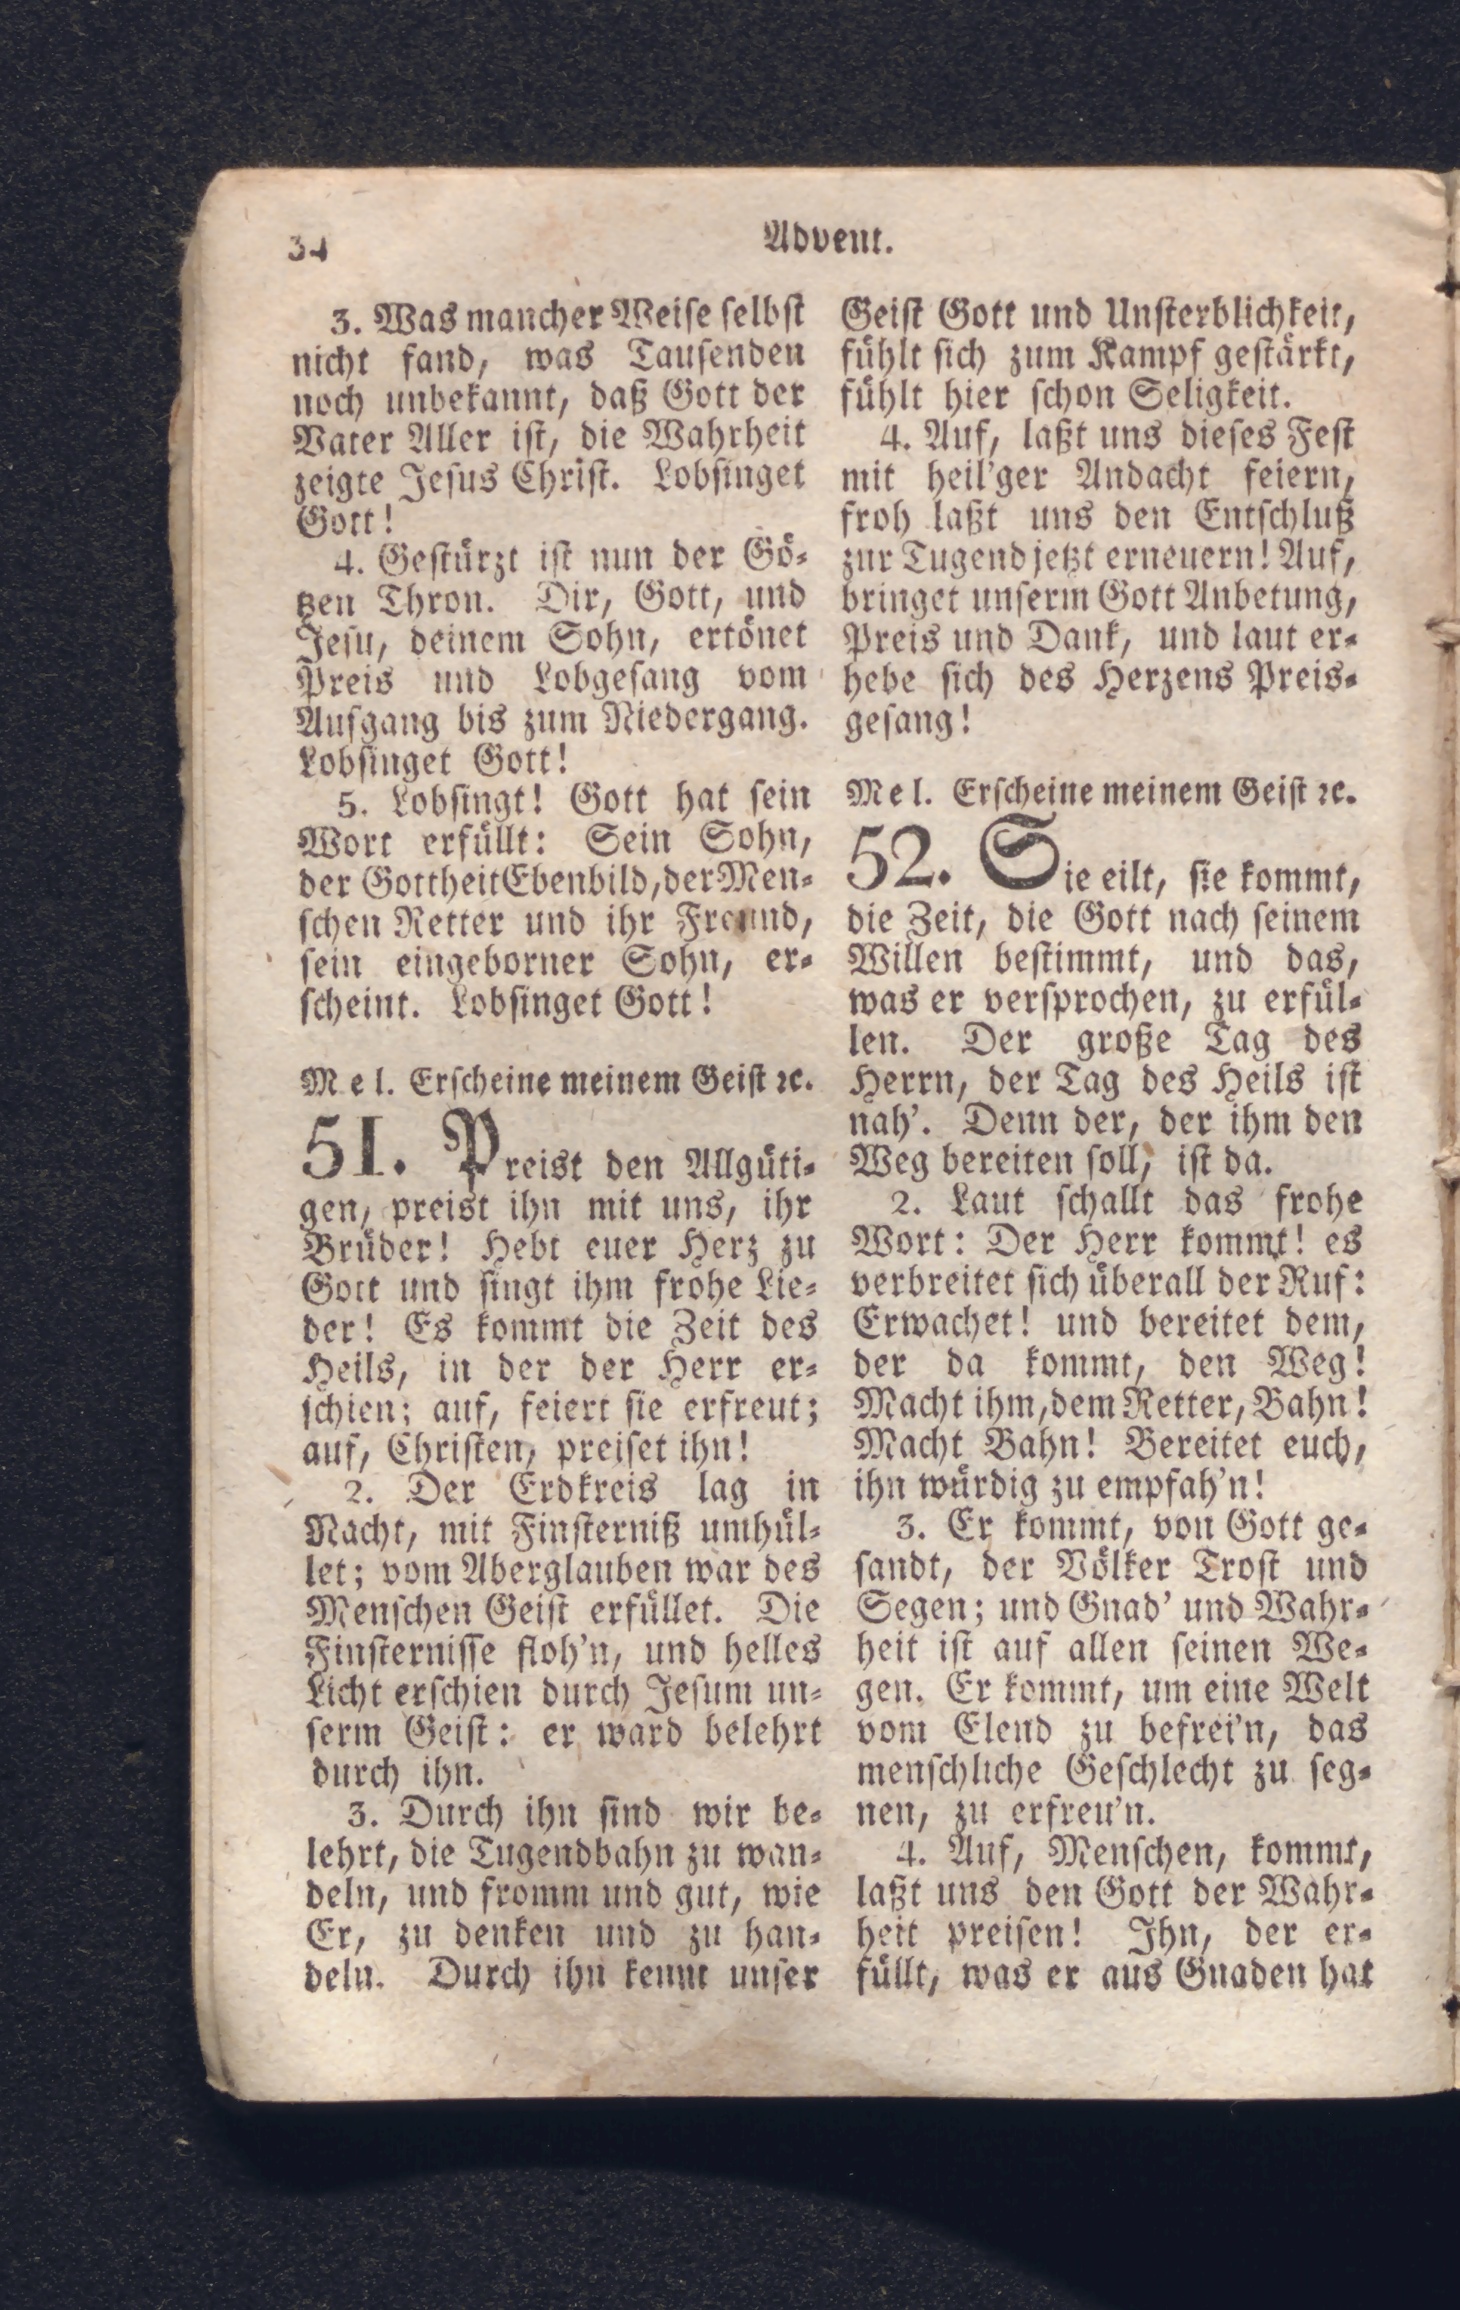 34
Advent.
3. Was mancher Weise selbst
nicht fand, was Tausenden
noch unbekannt, daß Gott der
Vater Aller ist, die Wahrheit
zeigte Jesus Christ. Lobsinget
Gott!
4. Gestürzt ist nun der Gö-
tzen Thron. Dir, Gott, und
Jesu, deinem Sohn, ertönet
Preis und Lobgesang vom
Aufgang bis zum Niedergang.
Lobsinget Gott!
5. Lobsingt! Gott hat sein
Wort erfüllt: Sein Sohn,
der Gottheit Ebenbild, der Men-
schen Retter und ihr Freund,
sein eingeborner Sohn, er-
scheint. Lobsinget Gott!
Mel. Erscheine meinem Geist ꝛc.
51. Preist den Allgüti-
gen, preist ihn mit uns, ihr
Brüder! Hebt euer Herz zu
Gott und singt ihm frohe Lie-
der! Es kommt die Zeit des
Heils, in der der Herr er-
schien; auf, feiert sie erfreut;
auf, Christen, preiset ihn!
2. Der Erdkreis lag in
Nacht, mit Finsterniß umhül-
let; vom Aberglauben war des
Menschen Geist erfüllet. Die
Finsternisse floh'n, und helles
Licht erschien durch Jesum un-
serm Geist: er ward belehrt
durch ihn.
3. Durch ihn sind wir be-
lehrt, die Tugendbahn zu wan-
deln, und fromm und gut, wie
Er, zu denken und zu han-
deln. Durch ihn kennt unser
Geist Gott und Unsterblichkeit,
fühlt sich zum Kampf gestärkt,
fühlt hier schon Seligkeit.
4. Auf, laßt uns dieses Fest
mit heil'ger Andacht feiern,
froh laßt uns den Entschluß
zur Tugend jetzt erneuern! Auf,
bringet unserm Gott Anbetung,
Preis und Dank, und laut er-
hebe sich des Herzens Preis-
gesang!
Mel. Erscheine meinem Geist ꝛc.
52. Sie eilt, sie kommt,
die Zeit, die Gott nach seinem
Willen bestimmt, und das,
was er versprochen, zu erfül-
len. Der große Tag des
Herrn, der Tag des Heils ist
nah'. Denn der, der ihm den
Weg bereiten soll, ist da.
2. Laut schallt das frohe
Wort: Der Herr kommt! es
verbreitet sich überall der Ruf:
Erwachet! und bereitet dem,
der da kommt, den Weg!
Macht ihm, dem Retter, Bahn!
Macht Bahn! Bereitet euch,
ihn würdig zu empfah'n!
3. Er kommt, von Gott ge-
sandt, der Völker Trost und
Segen; und Gnad' und Wahr-
heit ist auf allen seinen We-
gen. Er kommt, um eine Welt
vom Elend zu befrei'n, das
menschliche Geschlecht zu seg-
nen, zu erfreu'n.
4. Auf, Menschen, kommt,
laßt uns den Gott der Wahr-
heit preisen! Ihn, der er-
füllt, was er aus Gnaden hat